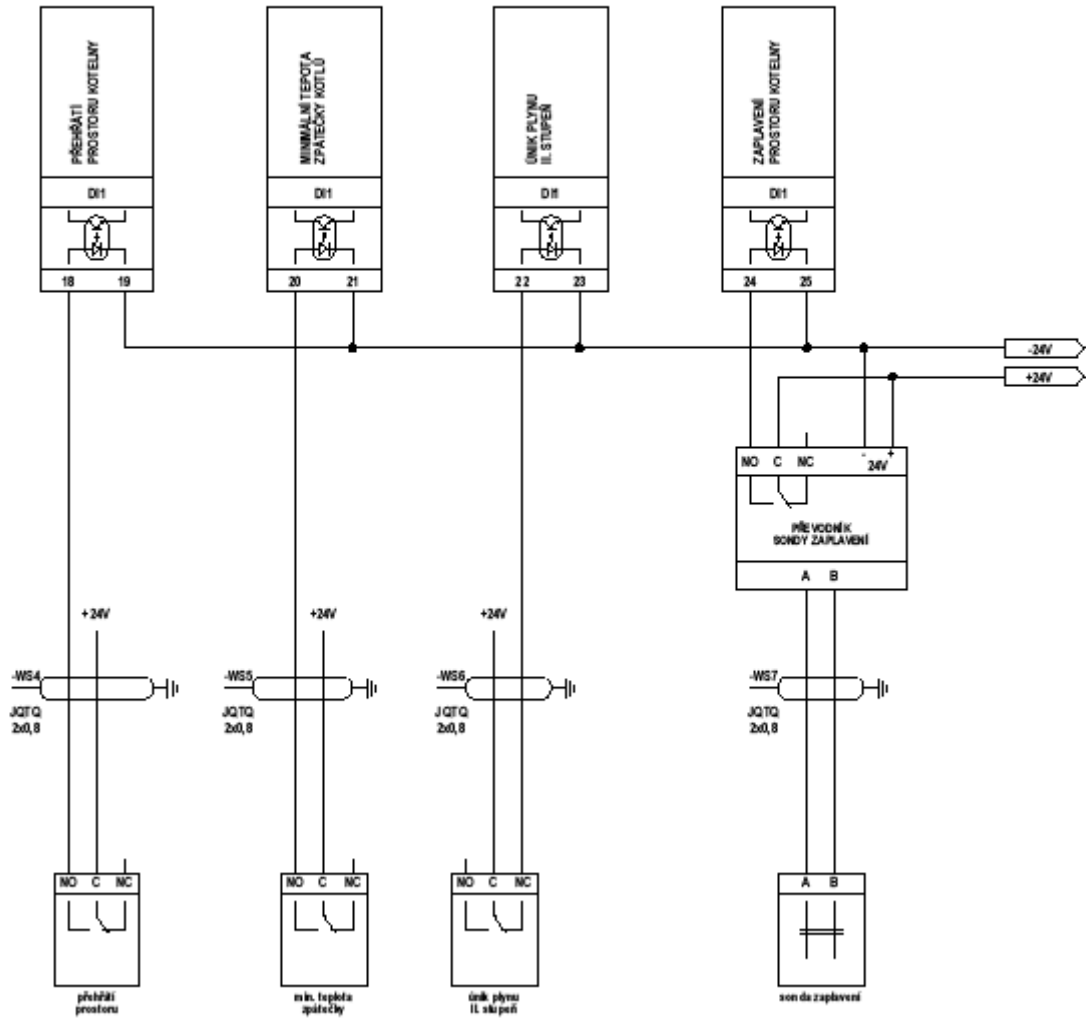 PŘEHŘÁTÍ
PROSTORU KOTELNY
MINIMÁLNÍ TEPOTA
ZPÁTEČKY KOTLŮ
ÚNIK PLYNU
II. STUPEŇ
ZAPLAVENÍ
PROSTORU KOTELNY
DI1 DI1 DI1 DI1
18 19 20 21 22 23 24 25
-24V
+24V
NO C NC - + 24V
PŘEVODNÍK
SONDY ZAPLAVENÍ
A B
+24V +24V +24V
-WS4 -WS5 -WS6 -WS7
JQTQ JQTQ JQTQ JQTQ
2x0,8 2x0,8 2x0,8 2x0,8
NO C NC NO C NC NO C NC A B
přehřití
prostoru
min. teplota
zpátečky
únik plynu
II. stupeň
sonda zaplavení